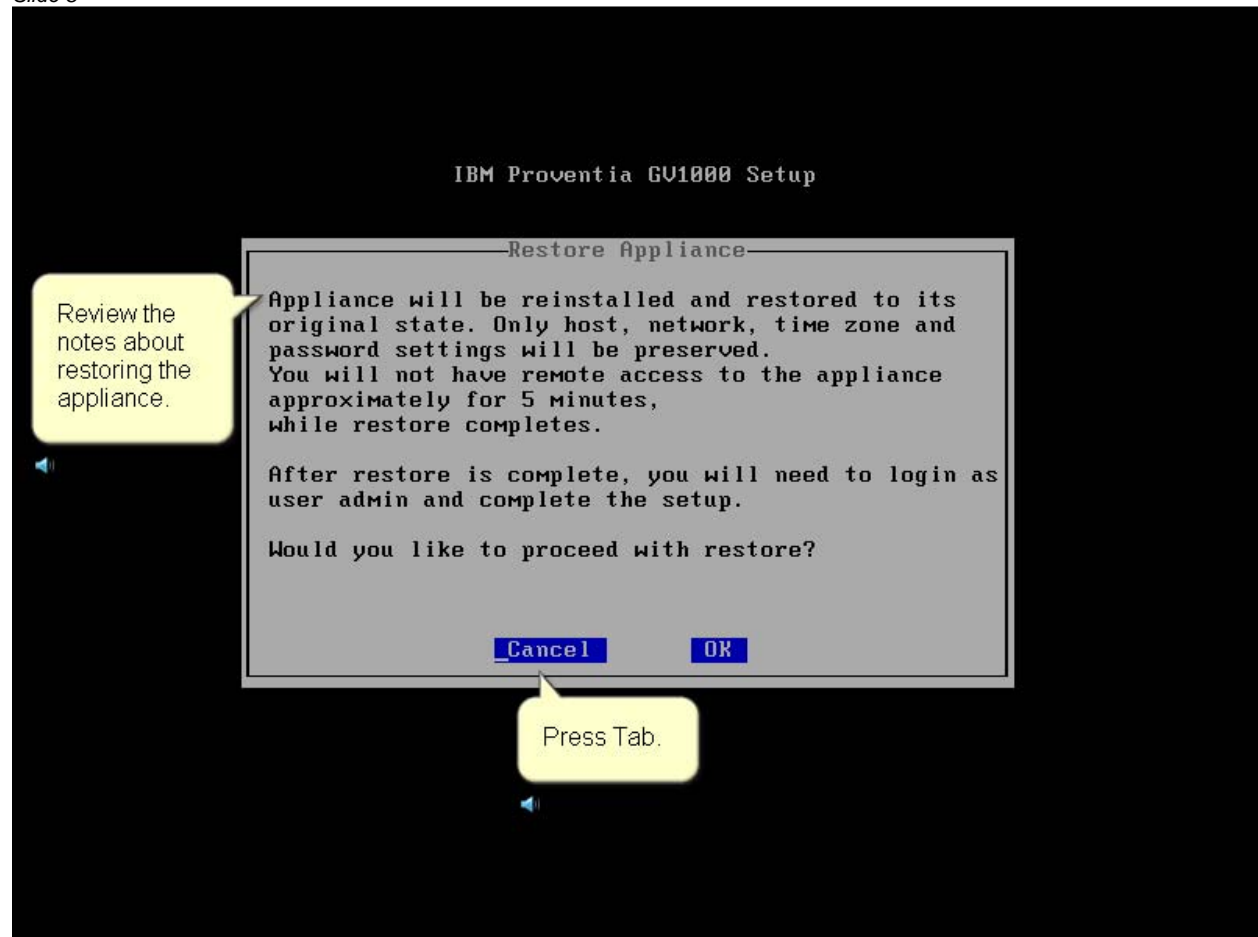 IBM Proventia GV1000 Setup
Restore Appliance
Appliance will be reinstalled and restored to its
original state. Only host, network, time zone and
password settings will be preserved.
You will not have remote access to the appliance
approximately for 5 minutes,
while restore completes.
After restore is complete, you will need to login as
user admin and complete the setup.
Would you like to proceed with restore?
Cancel OK
Review the
notes about
restoring the
appliance.
Press Tab.